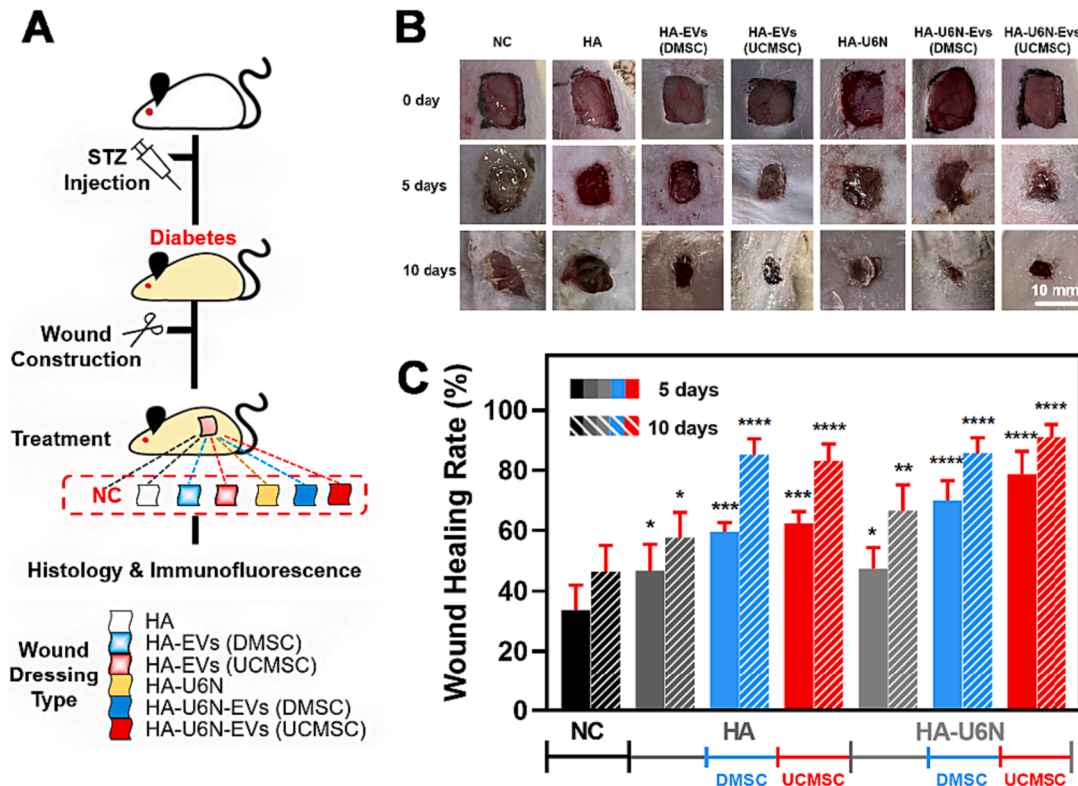 A
STZ
Injection
Diabetes
Wound
Construction
Treatment
NC
Histology & Immunofluorescence
Wound
Dressing
Type
HA
HA-EVs (DMSC)
HA-EVs (UCMSC)
HA-U6N
HA-U6N-EVs (DMSC)
HA-U6N-EVs (UCMSC)
B
NC
HA
HA-EVs
(DMSC)
HA-EVs
(UCMSC)
HA-U6N
HA-U6N-Evs
(DMSC)
HA-U6N-Evs
(UCMSC)
0 day
5 days
10 days
10 mm
C
Wound Healing Rate (%)
100
80
60
40
20
0
5 days
10 days
*
*
***
****
***
****
*
**
****
****
****
****
NC
HA
HA-U6N
DMSC
UCMSC
DMSC
UCMSC